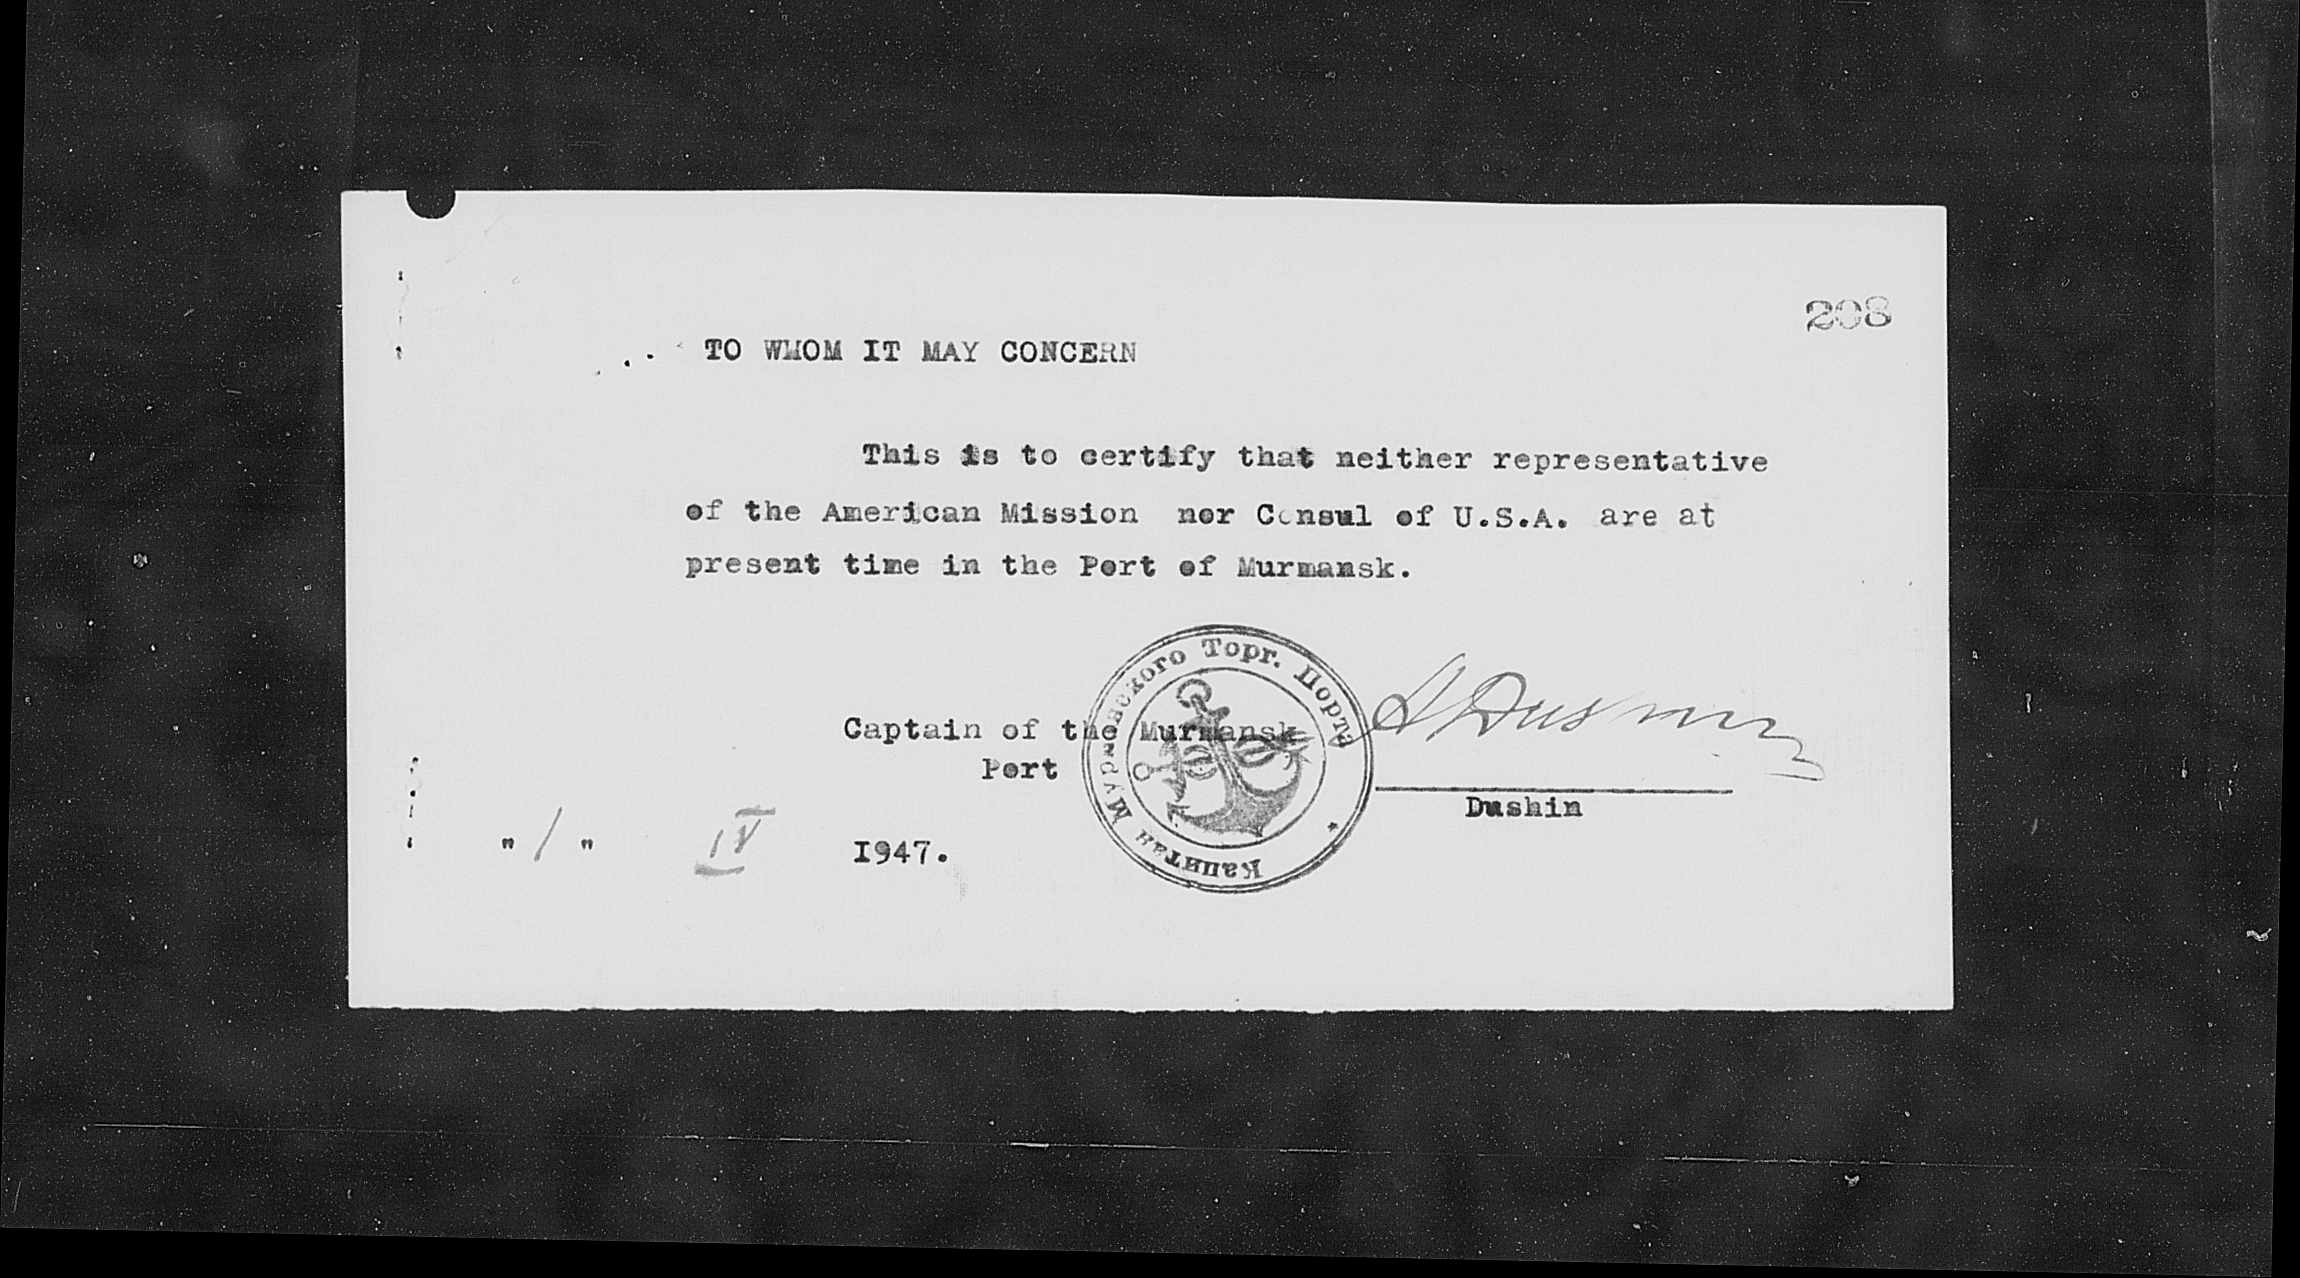 208
TO WHOM IT MAY CONCERN
This is to certify that neither representative
of the American Mission nor Consul of U.S.A. are at
present time in the Port of Murmansk.
Captain of the Murmansk
Port
Капитан Мурманского Торг. Порта
Dushin
"/" IV 1947.